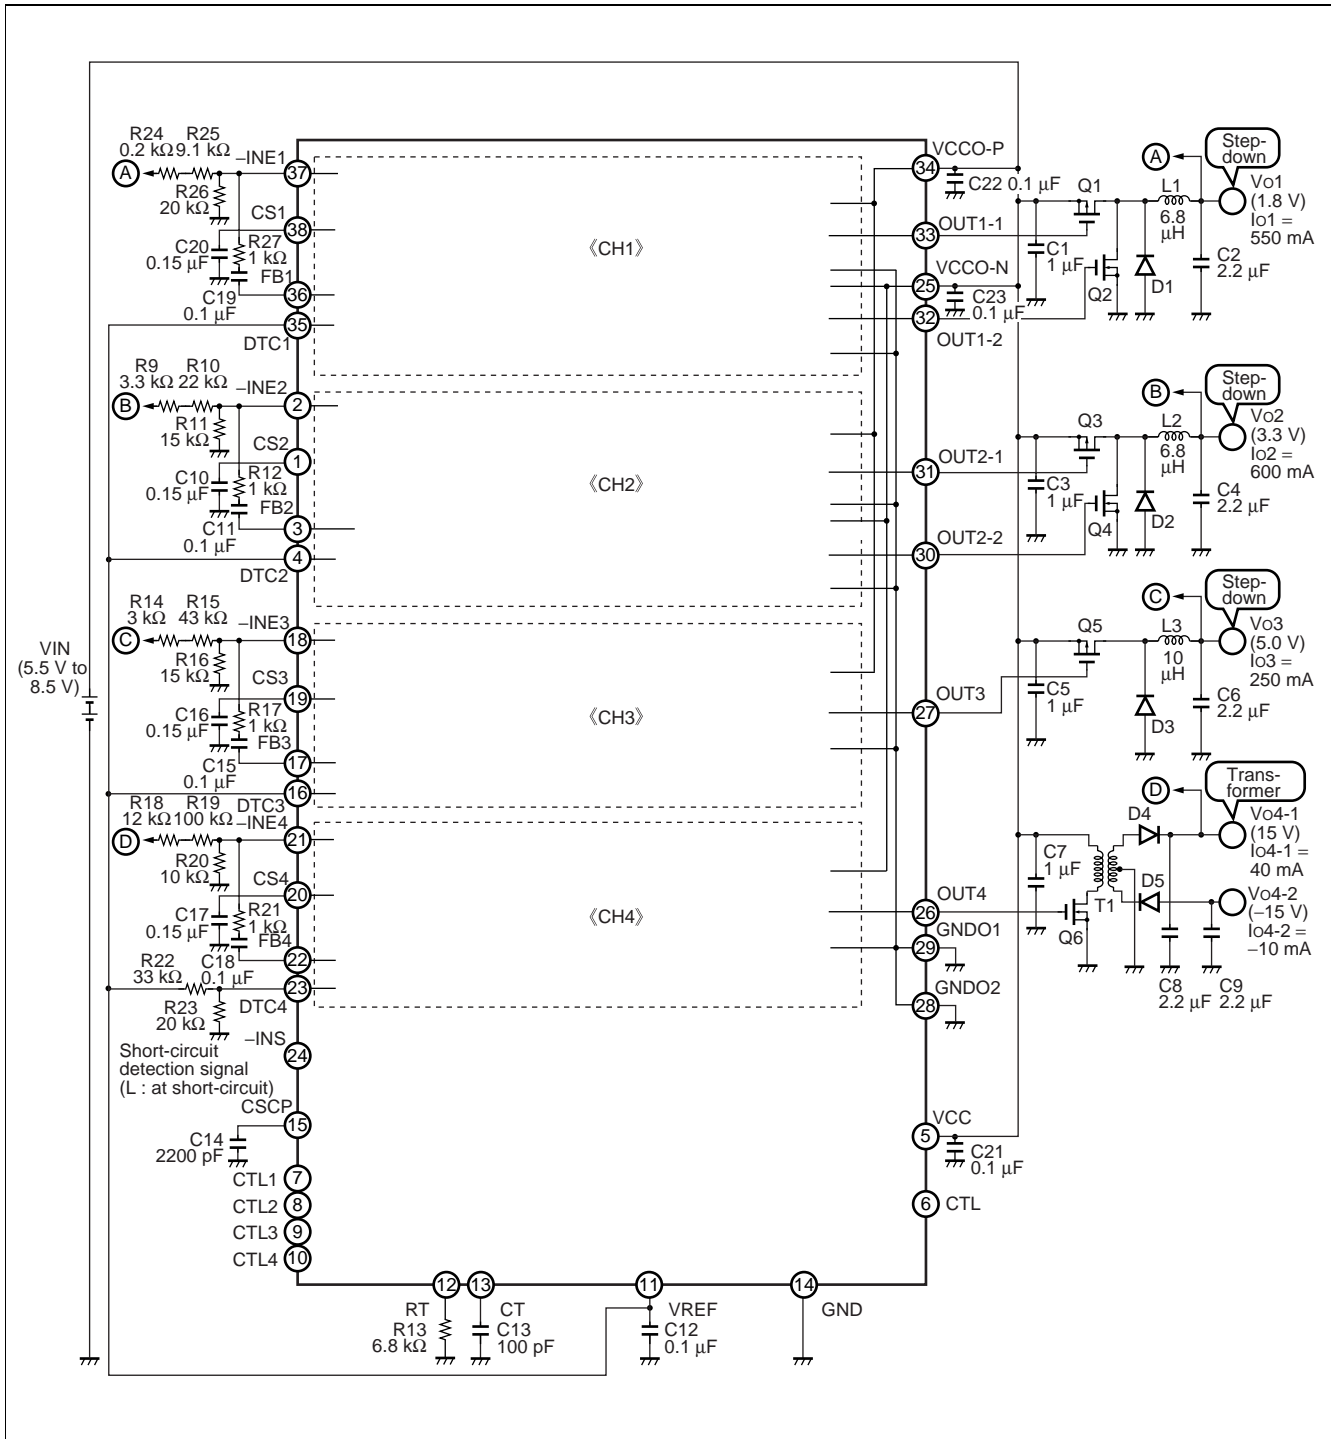 R24 R25
0.2 kΩ 9.1 kΩ
A
–INE1
37
R26
20 kΩ
CS1
38
C20
0.15 µF
R27
1 kΩ
FB1
36
C19
0.1 µF
35
DTC1
R9 R10
3.3 kΩ 22 kΩ
B
–INE2
2
R11
15 kΩ
CS2
1
C10
0.15 µF
R12
1 kΩ
FB2
3
C11
0.1 µF
4
DTC2
R14 R15
3 kΩ 43 kΩ
C
–INE3
18
R16
15 kΩ
CS3
19
C16
0.15 µF
R17
1 kΩ
FB3
17
C15
0.1 µF
16
DTC3
VIN
(5.5 V to
8.5 V)
R18 R19
12 kΩ 100 kΩ
D
–INE4
21
R20
10 kΩ
CS4
20
C17
0.15 µF
R21
1 kΩ
FB4
22
C18
0.1 µF
R22
33 kΩ
23
DTC4
R23
20 kΩ
–INS
24
Short-circuit
detection signal
(L : at short-circuit)
CSCP
15
C14
2200 pF
CTL1
7
CTL2
8
CTL3
9
CTL4
10
《CH1》
《CH2》
《CH3》
《CH4》
VCCO-P
34
C22 0.1 µF
OUT1-1
33
VCCO-N
25
C23
0.1 µF
32
OUT1-2
Q1
C1
1 µF
Q2
D1
L1
6.8
µH
A
Step-
down
VO1
(1.8 V)
IO1 =
550 mA
C2
2.2 µF
OUT2-1
31
OUT2-2
30
Q3
C3
1 µF
Q4
D2
L2
6.8
µH
B
Step-
down
VO2
(3.3 V)
IO2 =
600 mA
C4
2.2 µF
OUT3
27
Q5
C5
1 µF
D3
L3
10
µH
C
Step-
down
VO3
(5.0 V)
IO3 =
250 mA
C6
2.2 µF
OUT4
26
GNDO1
29
GNDO2
28
C7
1 µF
Q6
T1
D4
D5
D
Trans-
former
VO4-1
(15 V)
IO4-1 =
40 mA
VO4-2
(–15 V)
IO4-2 =
–10 mA
C8
2.2 µF
C9
2.2 µF
VCC
5
C21
0.1 µF
6
CTL
12
13
11
14
RT
R13
6.8 kΩ
CT
C13
100 pF
VREF
C12
0.1 µF
GND